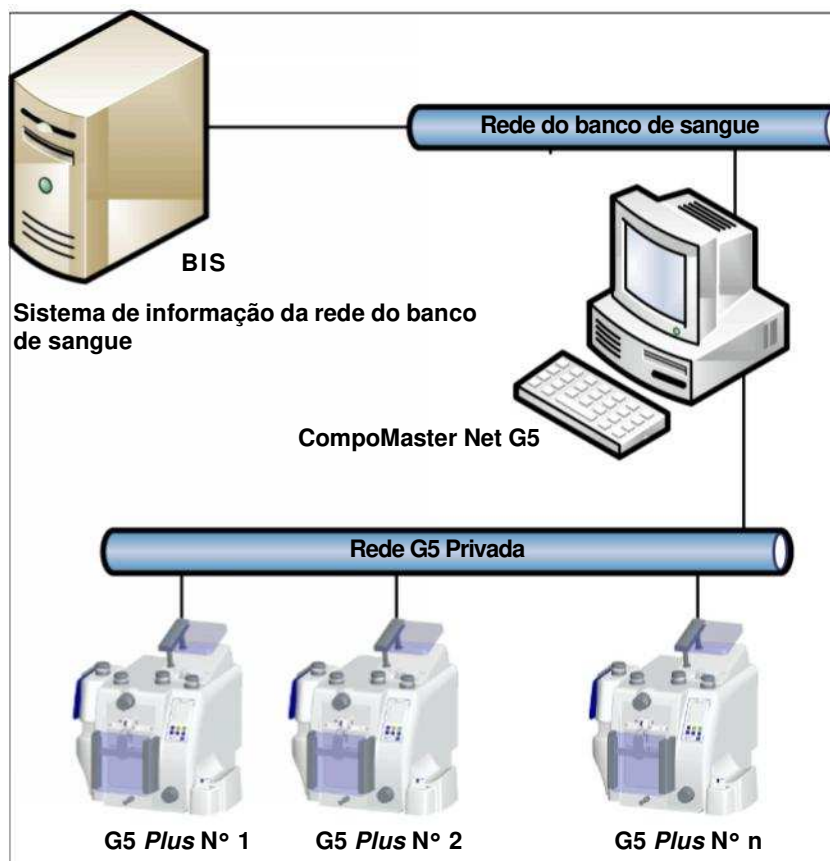 Rede do banco de sangue
BIS
Sistema de informação da rede do banco
de sangue
CompoMaster Net G5
Rede G5 Privada
G5 Plus N° 1
G5 Plus N° 2
G5 Plus N° n